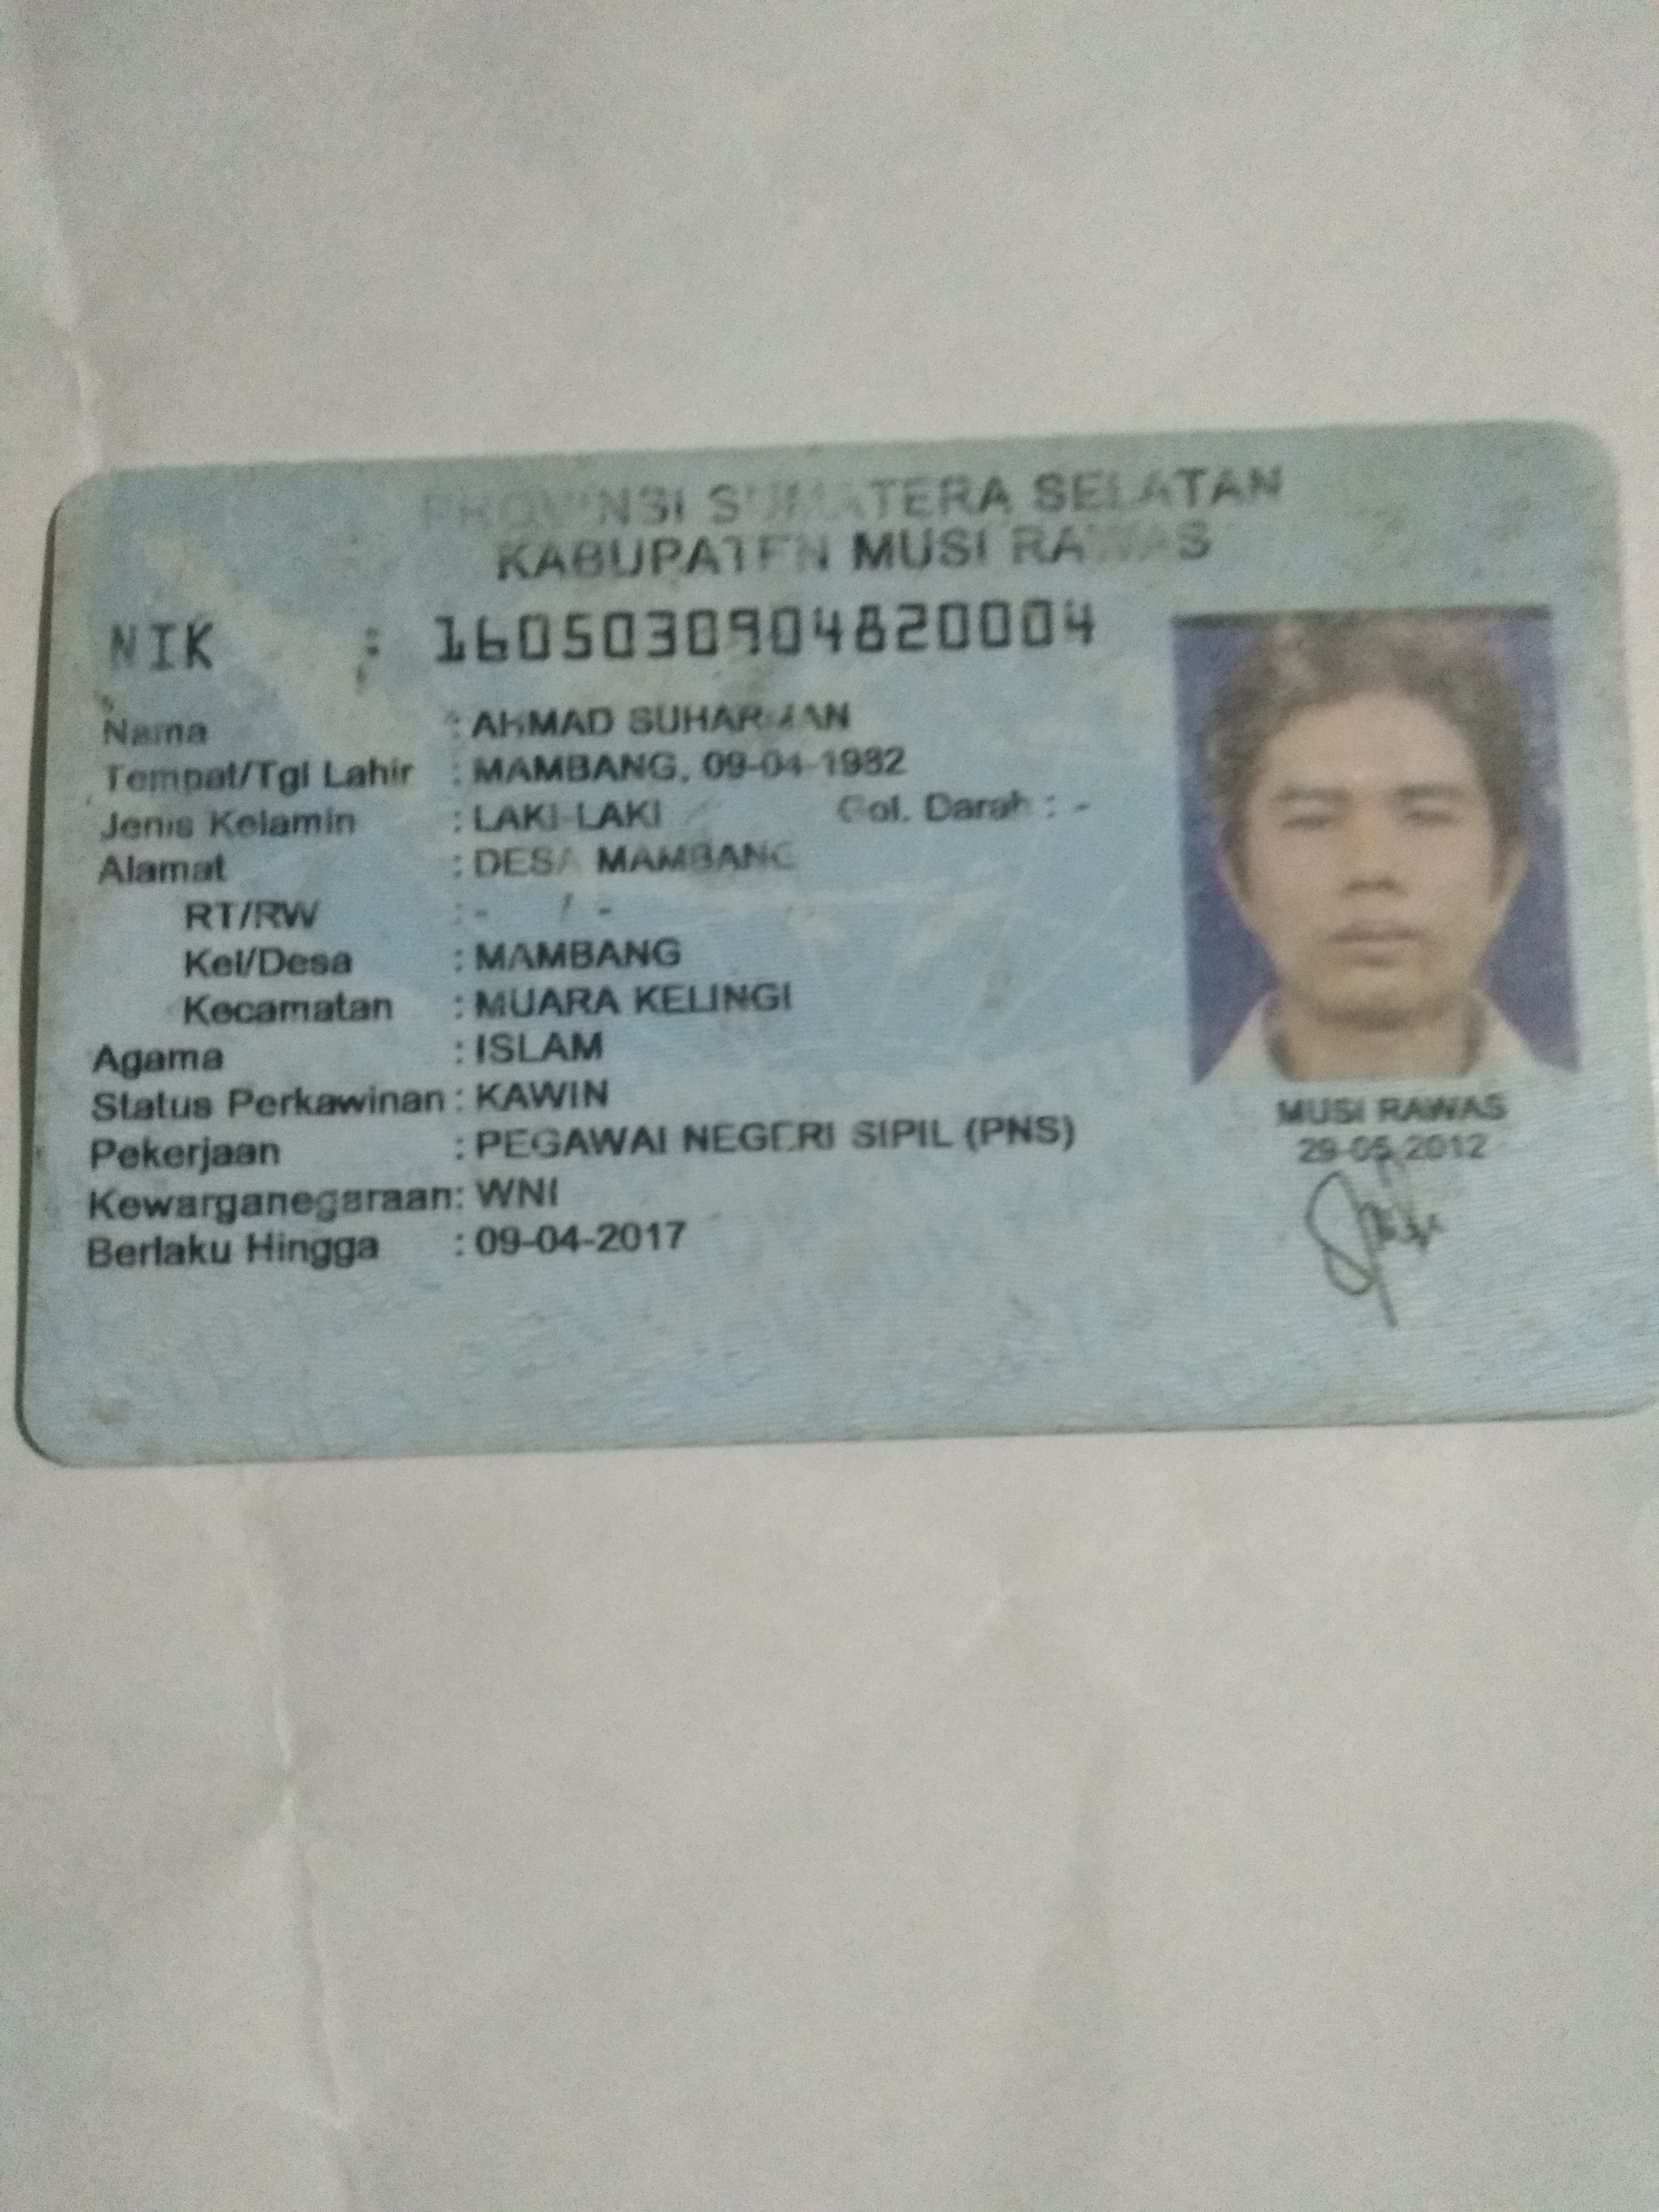 PROVINSI SUMATERA SELATAN
KABUPATEN MUSI RAWAS
NIK : 1605030904820004
Nama : AHMAD SUHARMAN
Tempat/Tgl Lahir : MAMBANG, 09-04-1982
Jenis Kelamin : LAKI-LAKI Gol. Darah : -
Alamat : DESA MAMBANG
RT/RW : - / -
Kel/Desa : MAMBANG
Kecamatan : MUARA KELINGI
Agama : ISLAM
Status Perkawinan : KAWIN
Pekerjaan : PEGAWAI NEGERI SIPIL (PNS)
Kewarganegaraan : WNI
Berlaku Hingga : 09-04-2017
MUSI RAWAS
29-05-2012